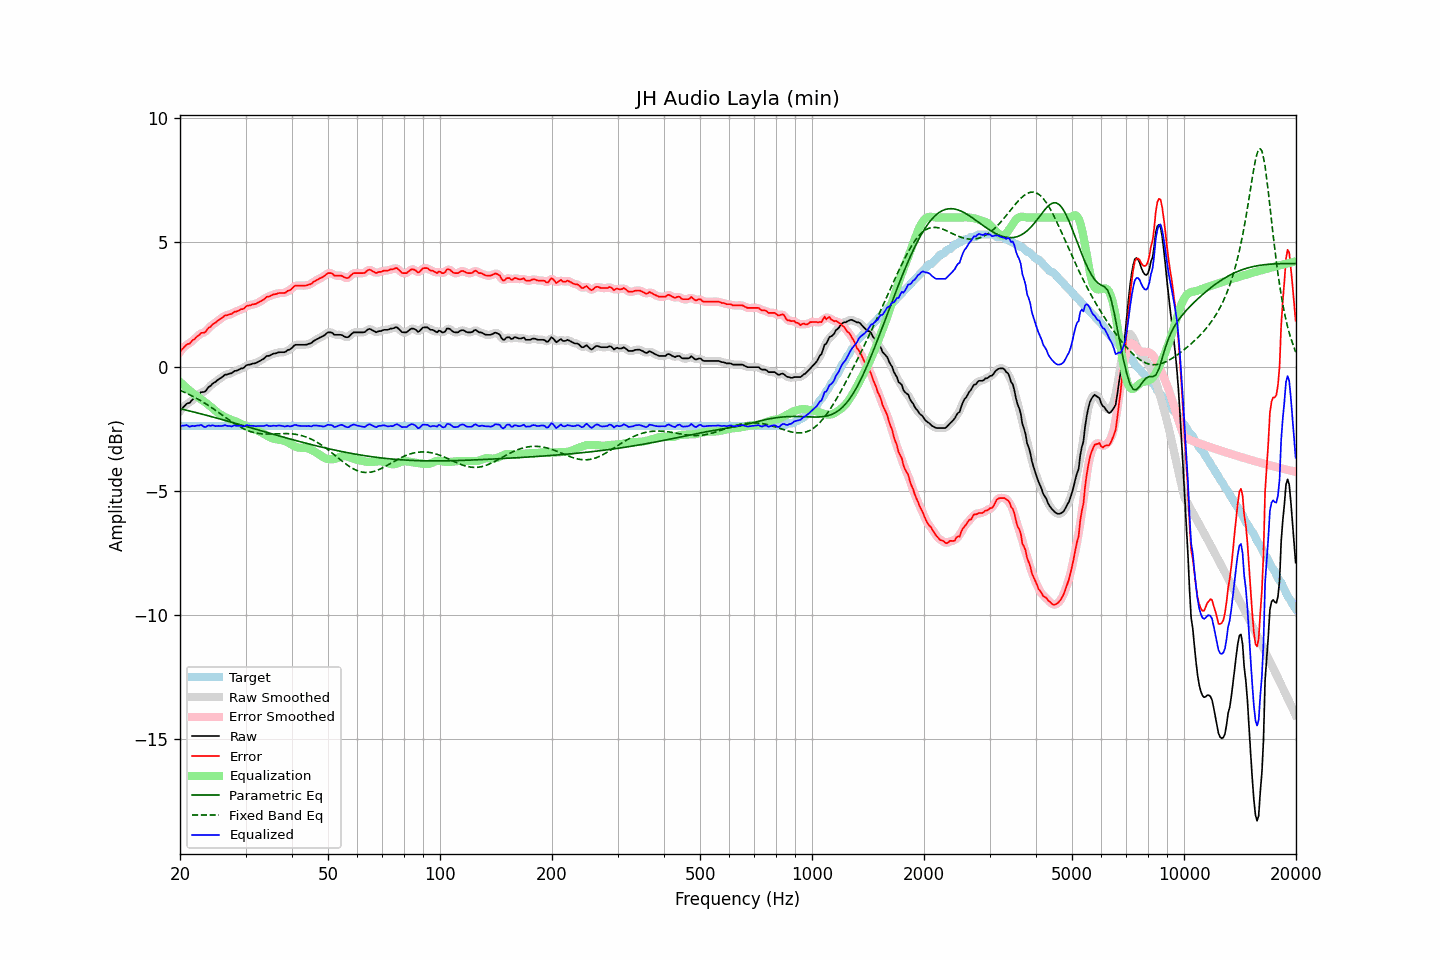 JH Audio Layla (min)
10
5
0
−5
−10
−15
Amplitude (dBr)
Target
Raw Smoothed
Error Smoothed
Raw
Error
Equalization
Parametric Eq
Fixed Band Eq
Equalized
20 50 100 200 500 1000 2000 5000 10000 20000
Frequency (Hz)